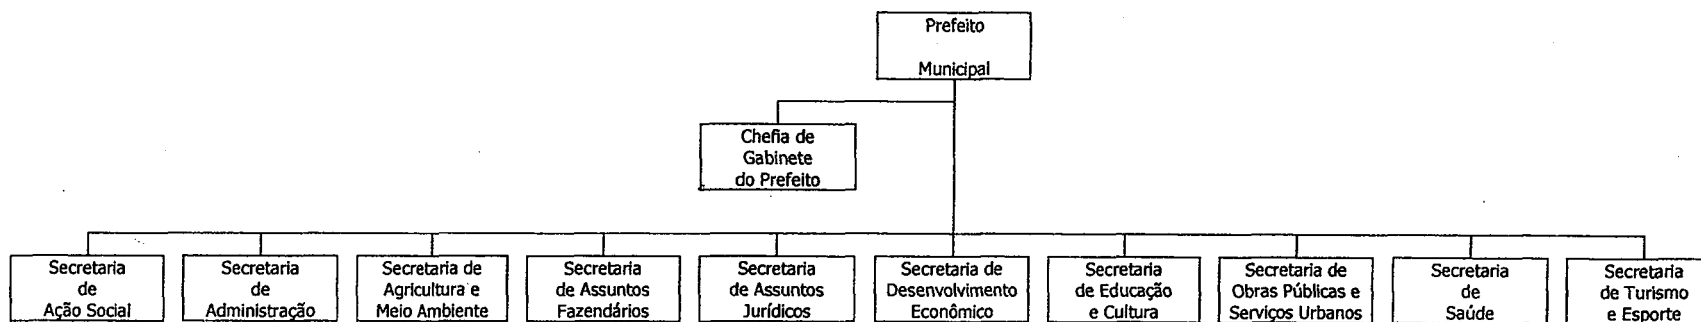 Prefeito
Municipal
Chefia de
Gabinete
do Prefeito
Secretaria
de
Ação Social
Secretaria
de
Administração
Secretaria de
Agricultura e
Meio Ambiente
Secretaria
de Assuntos
Fazendários
Secretaria
de Assuntos
Jurídicos
Secretaria de
Desenvolvimento
Econômico
Secretaria
de Educação
e Cultura
Secretaria de
Obras Públicas e
Serviços Urbanos
Secretaria
de
Saúde
Secretaria
de Turismo
e Esporte